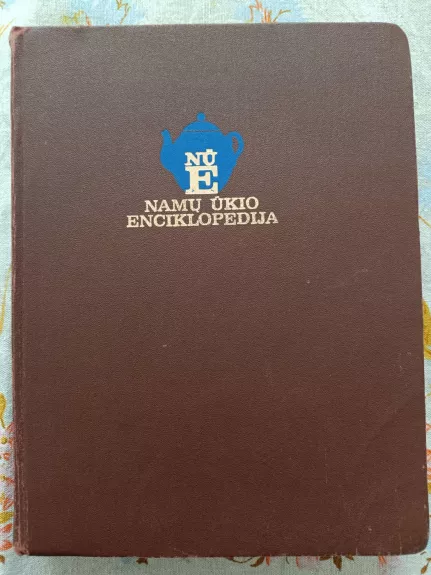 NŪ
E
NAMŲ ŪKIO
ENCIKLOPEDIJA